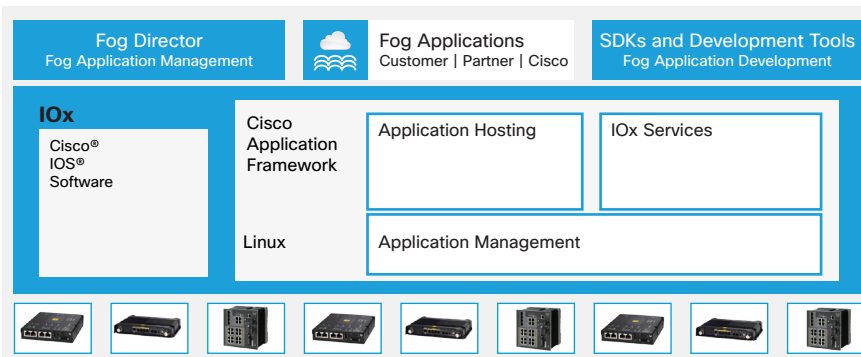 Fog Director
Fog Application Management
Fog Applications
Customer | Partner | Cisco
SDKs and Development Tools
Fog Application Development
IOx
Cisco®
IOS®
Software
Cisco
Application
Framework
Application Hosting
IOx Services
Linux
Application Management